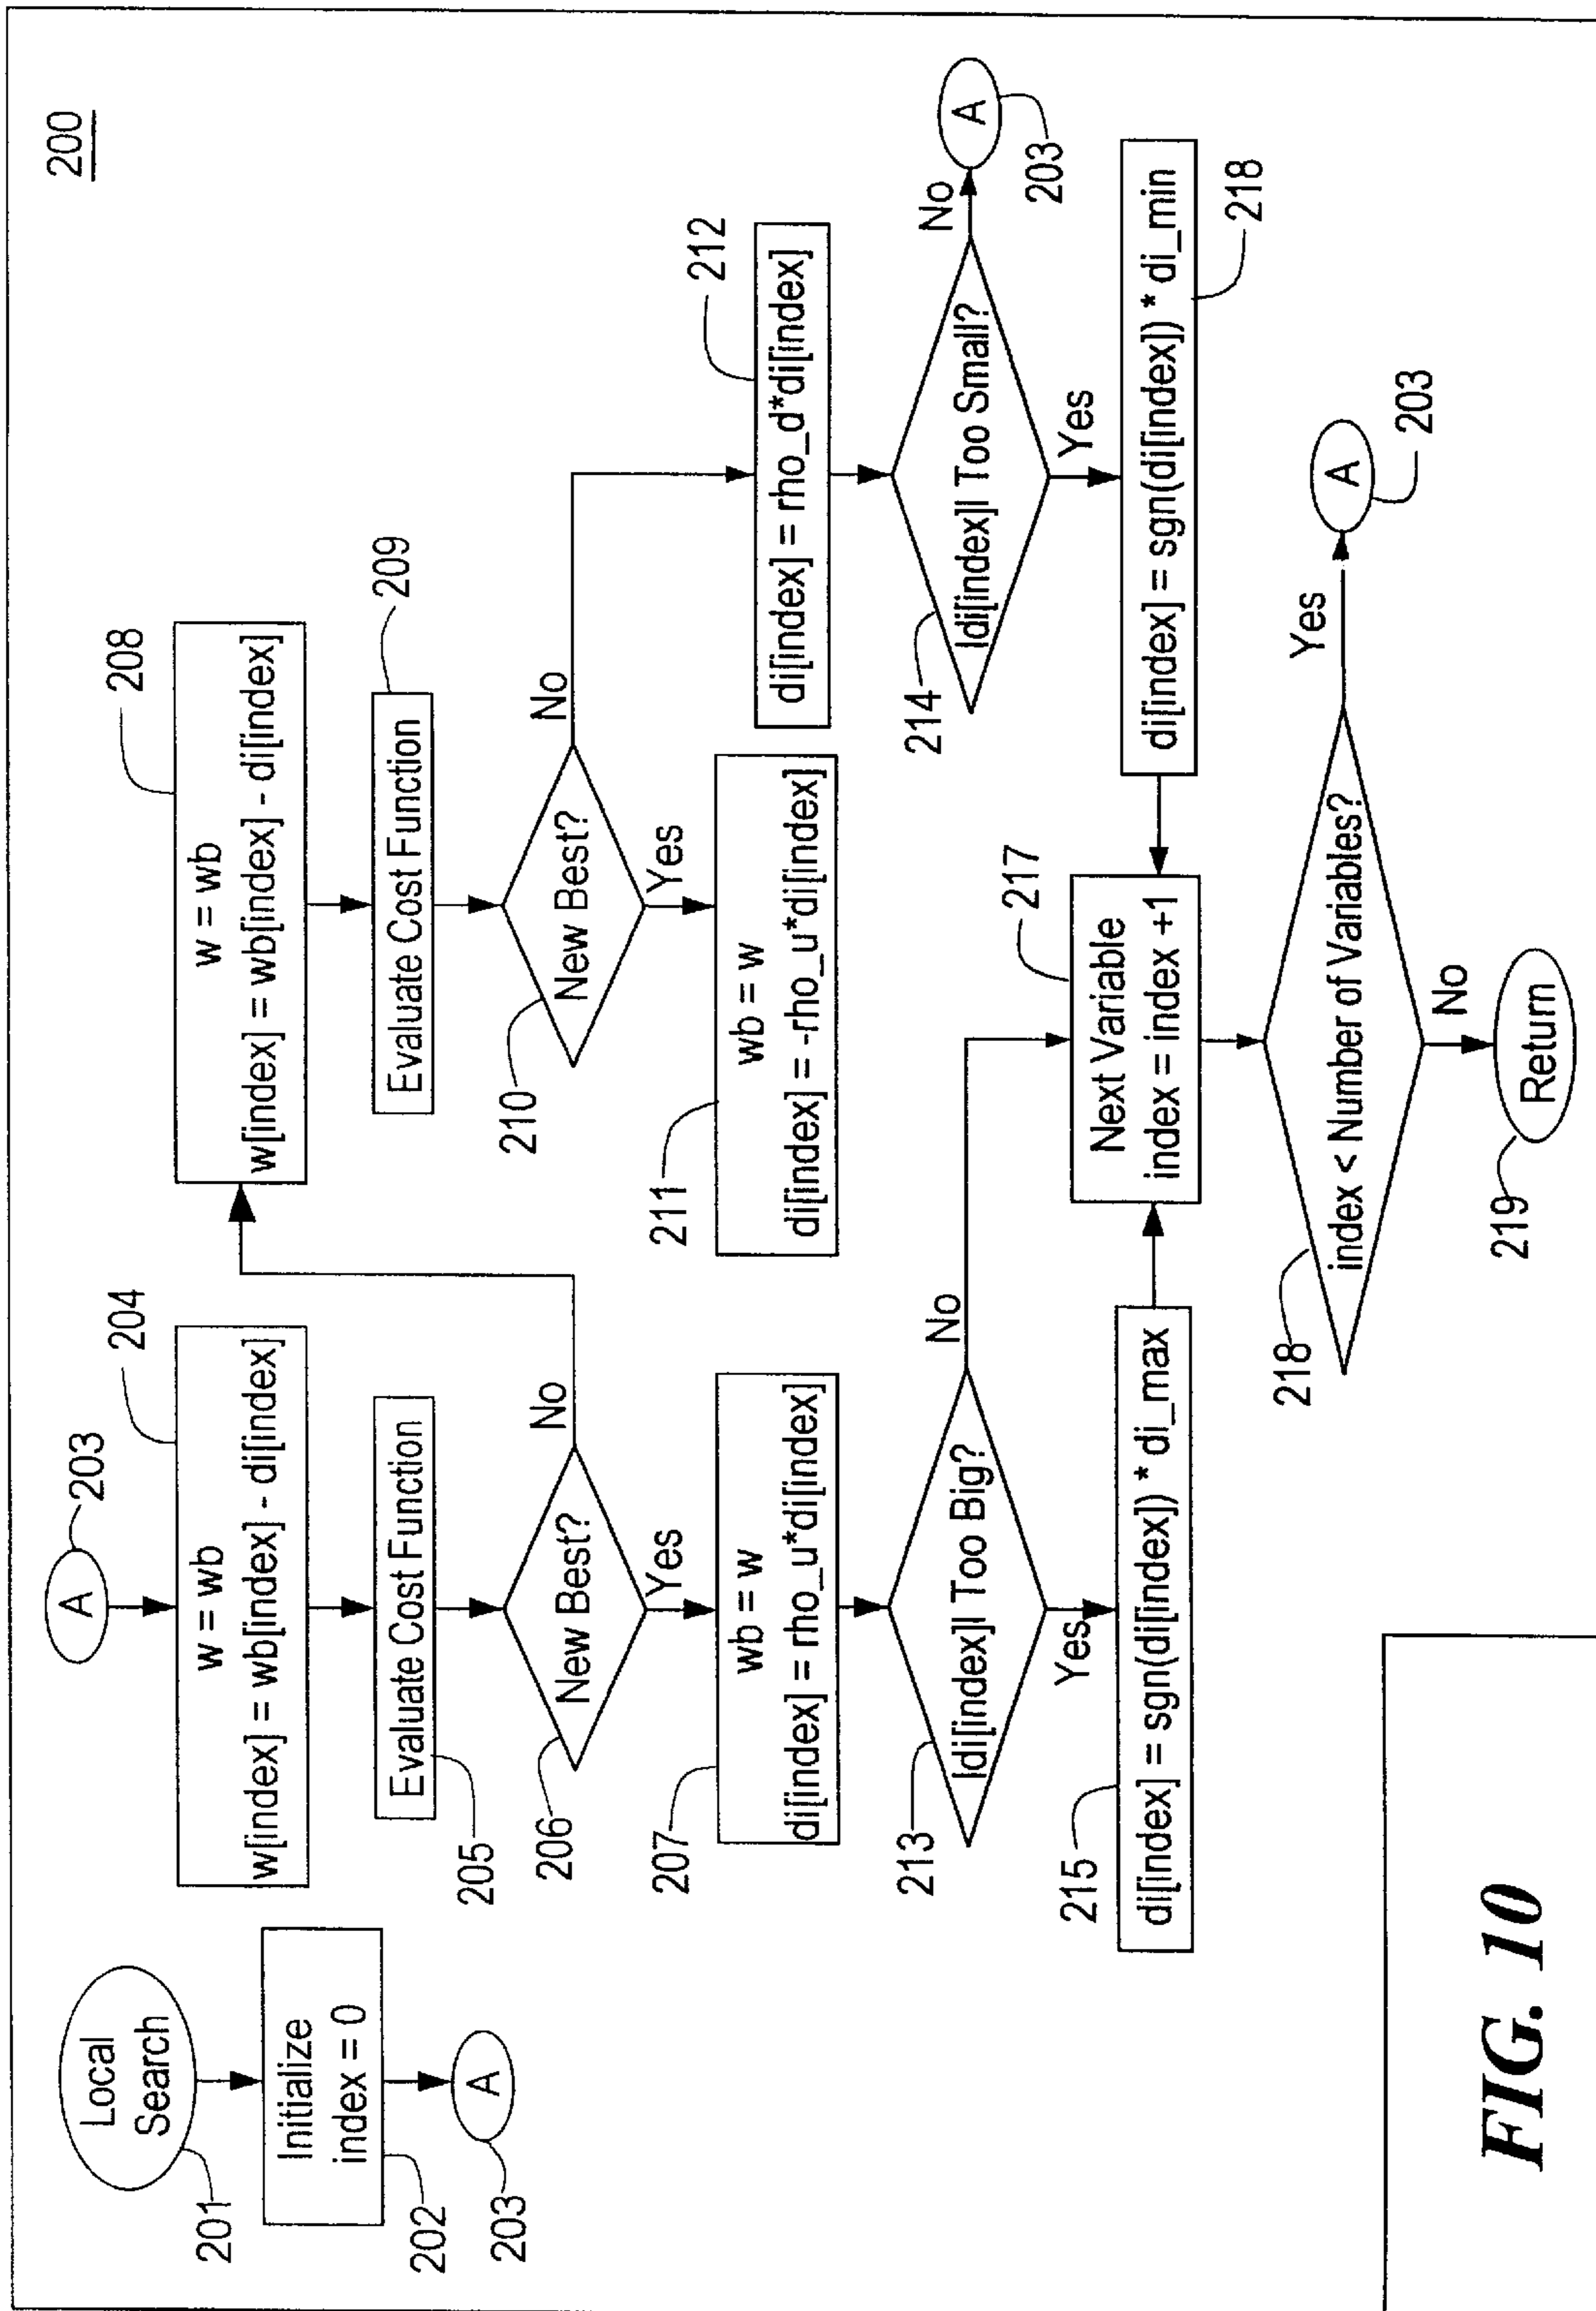 200
Local
Search
201
Initialize
index = 0
202
A
203
A
203
w = wb
w[index] = wb[index] - di[index]
204
Evaluate Cost Function
205
New Best?
206
No
Yes
wb = w
di[index] = rho_u*di[index]
207
|di[index]| Too Big?
213
No
Yes
di[index] = sgn(di[index]) * di_max
215
w = wb
w[index] = wb[index] - di[index]
208
Evaluate Cost Function
209
New Best?
210
No
Yes
wb = w
di[index] = -rho_u*di[index]
211
di[index] = rho_d*di[index]
212
|di[index]| Too Small?
214
No
A
203
Yes
di[index] = sgn(di[index]) * di_min
218
Next Variable
index = index +1
217
index < Number of Variables?
218
Yes
A
203
No
Return
219
FIG. 10